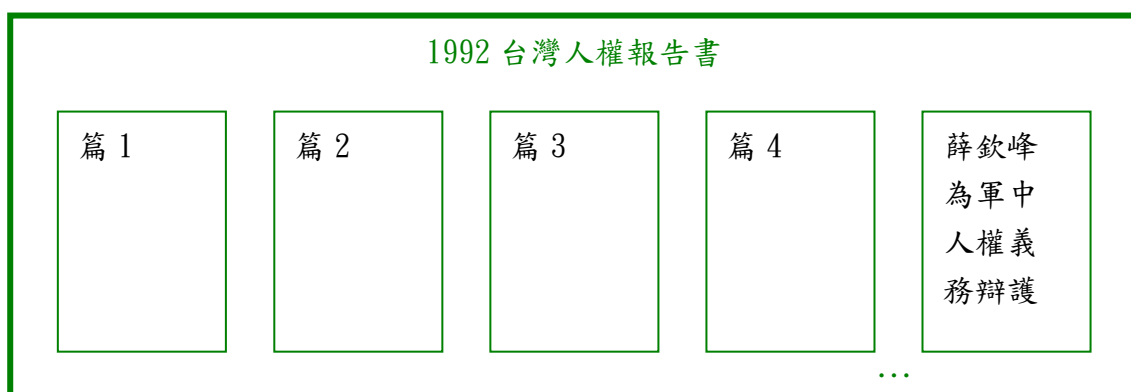 1992 台灣人權報告書
篇 1
篇 2
篇 3
篇 4
薛欽峰
為軍中
人權義
務辯護
…